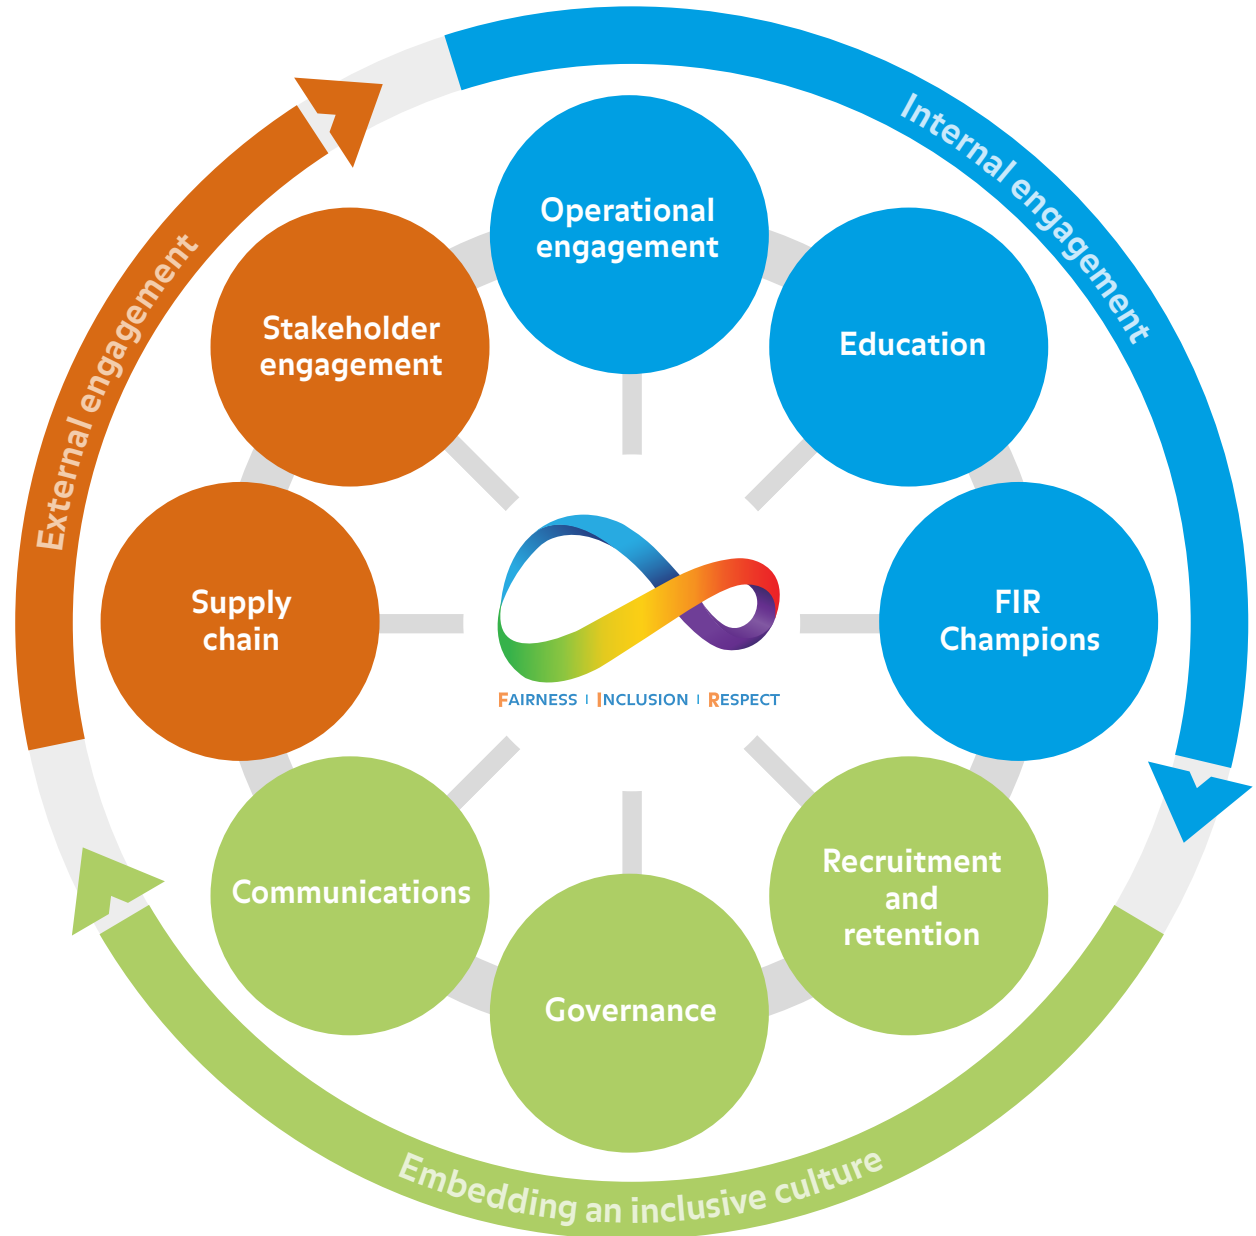 Internal engagement
Operational
engagement
Education
FIR
Champions
Recruitment
and
retention
Governance
Communications
Supply
chain
Stakeholder
engagement
External engagement
Embedding an inclusive culture
FAIRNESS | INCLUSION | RESPECT